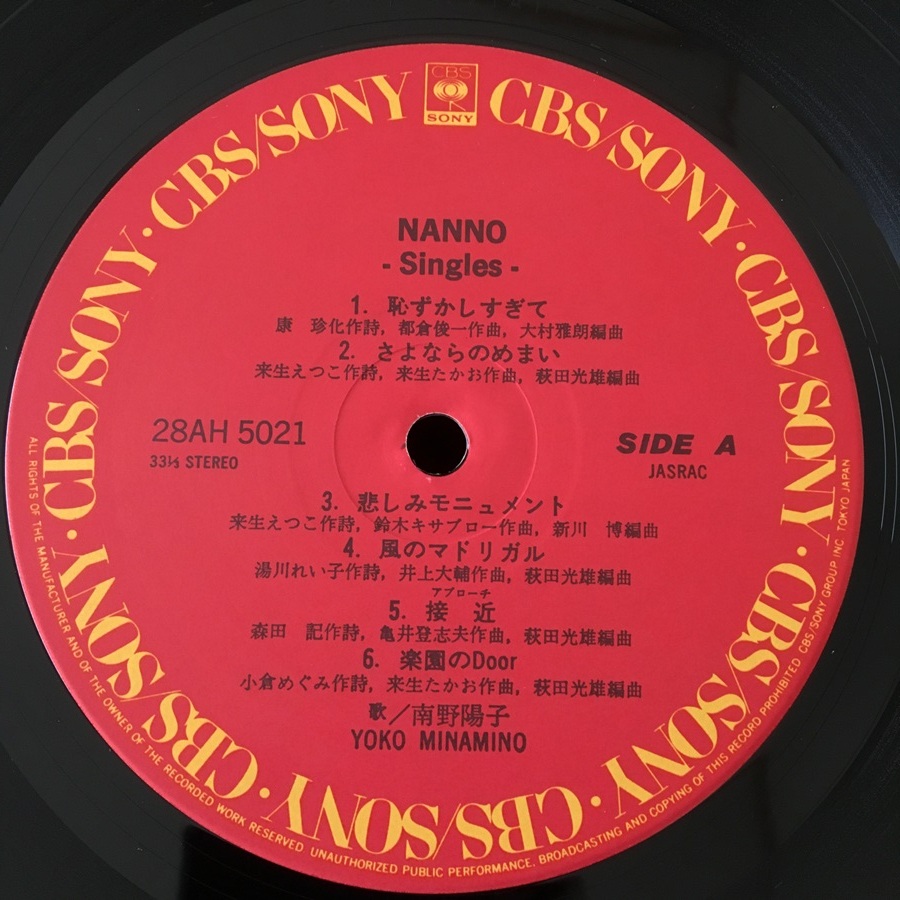 CBS
SONY
CBS/SONY · CBS/SONY · CBS/SONY · CBS/SONY · CBS/SONY · CBS/SONY · CBS/SONY · CBS/SONY · CBS/SONY · CBS/SONY
NANNO
- Singles -
1. 恥ずかしすぎて
康 珍化作詩, 都倉俊一作曲, 大村雅朗編曲
2. さよならのめまい
来生えつこ作詩, 来生たかお作曲, 萩田光雄編曲
28AH 5021
33⅓ STEREO
SIDE A
JASRAC
3. 悲しみモニュメント
来生えつこ作詩, 鈴木キサブロー作曲, 新川 博編曲
4. 風のマドリガル
湯川れい子作詩, 井上大輔作曲, 萩田光雄編曲
アプローチ
5. 接 近
森田 記作詩, 亀井登志夫作曲, 萩田光雄編曲
6. 楽園のDoor
小倉めぐみ作詩, 来生たかお作曲, 萩田光雄編曲
歌／南野陽子
YOKO MINAMINO
ALL RIGHTS OF THE MANUFACTURER AND OF THE OWNER OF THE RECORDED WORK RESERVED UNAUTHORIZED PUBLIC PERFORMANCE. BROADCASTING AND COPYING OF THIS RECORD PROHIBITED CBS/SONY GROUP INC. TOKYO JAPAN